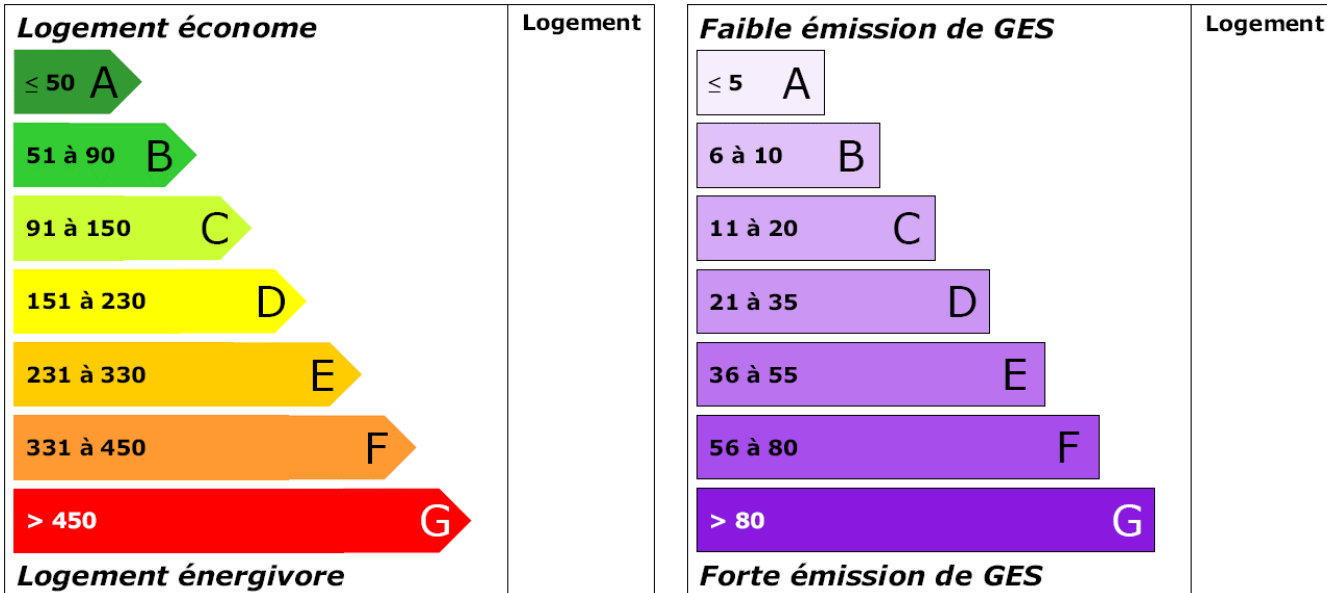 Logement économe
Logement
≤ 50 A
51 à 90 B
91 à 150 C
151 à 230 D
231 à 330 E
331 à 450 F
> 450 G
Logement énergivore
Faible émission de GES
Logement
≤ 5 A
6 à 10 B
11 à 20 C
21 à 35 D
36 à 55 E
56 à 80 F
> 80 G
Forte émission de GES